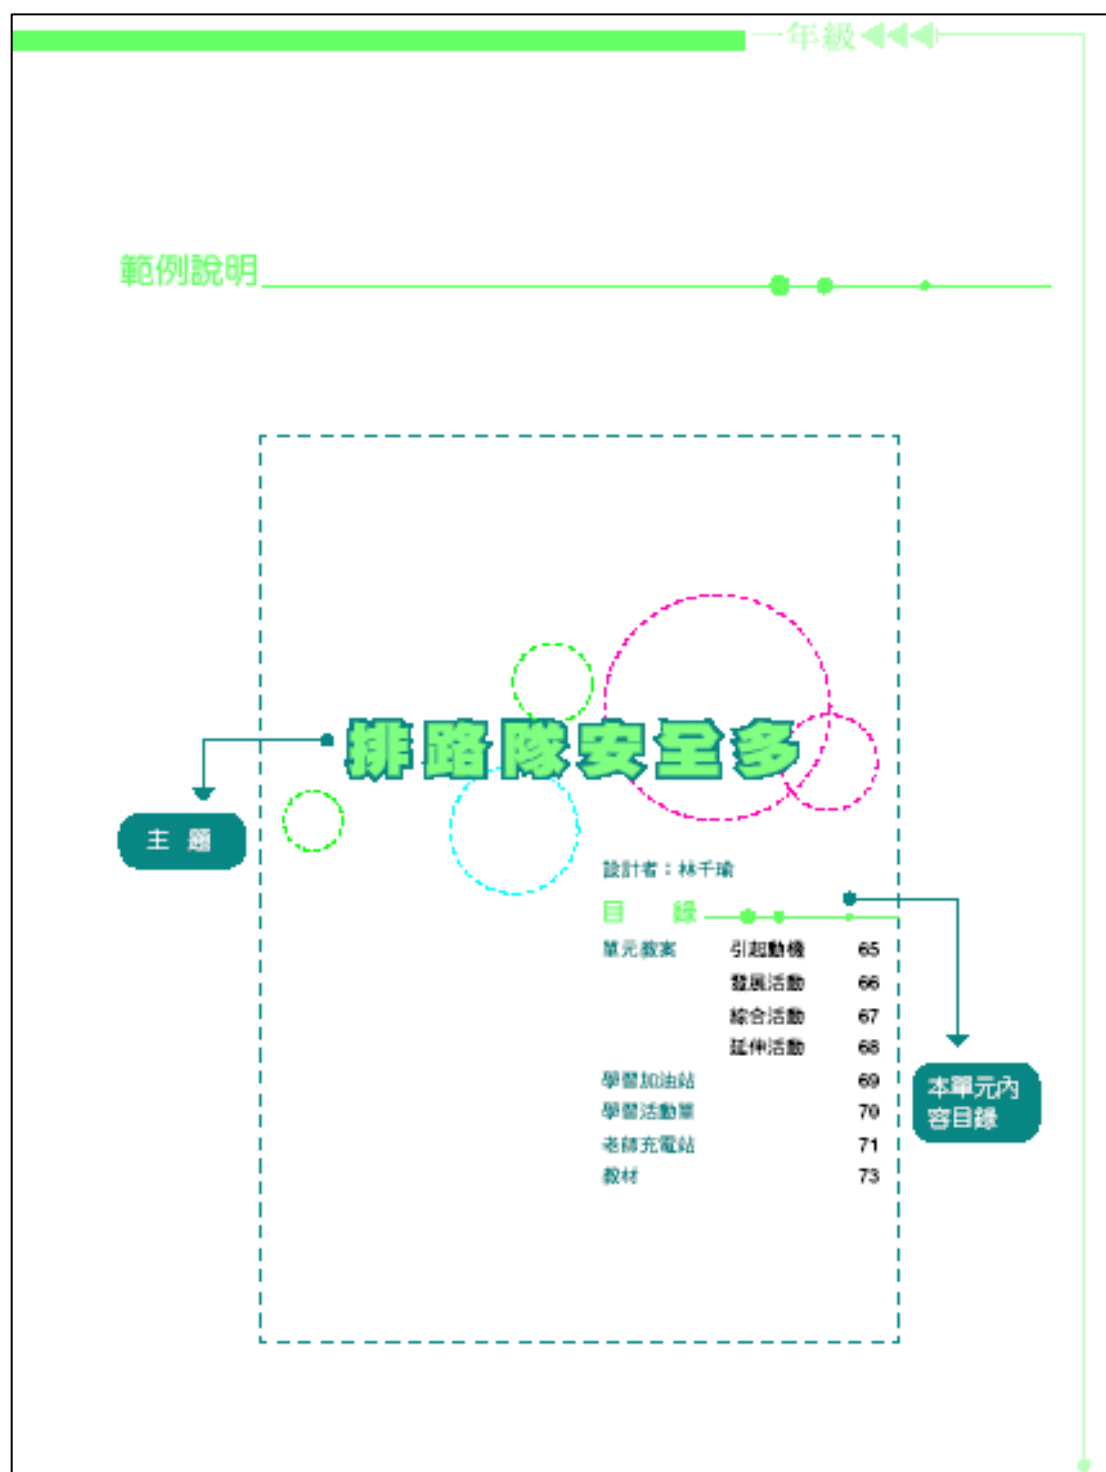 一年級
範例說明
排路隊安全多
主 題
設計者：林千瑜
目 錄
單元教案 引起動機 65
發展活動 66
綜合活動 67
延伸活動 68
學習加油站 69
學習活動單 70
老師充電站 71
教材 73
本單元內
容目錄